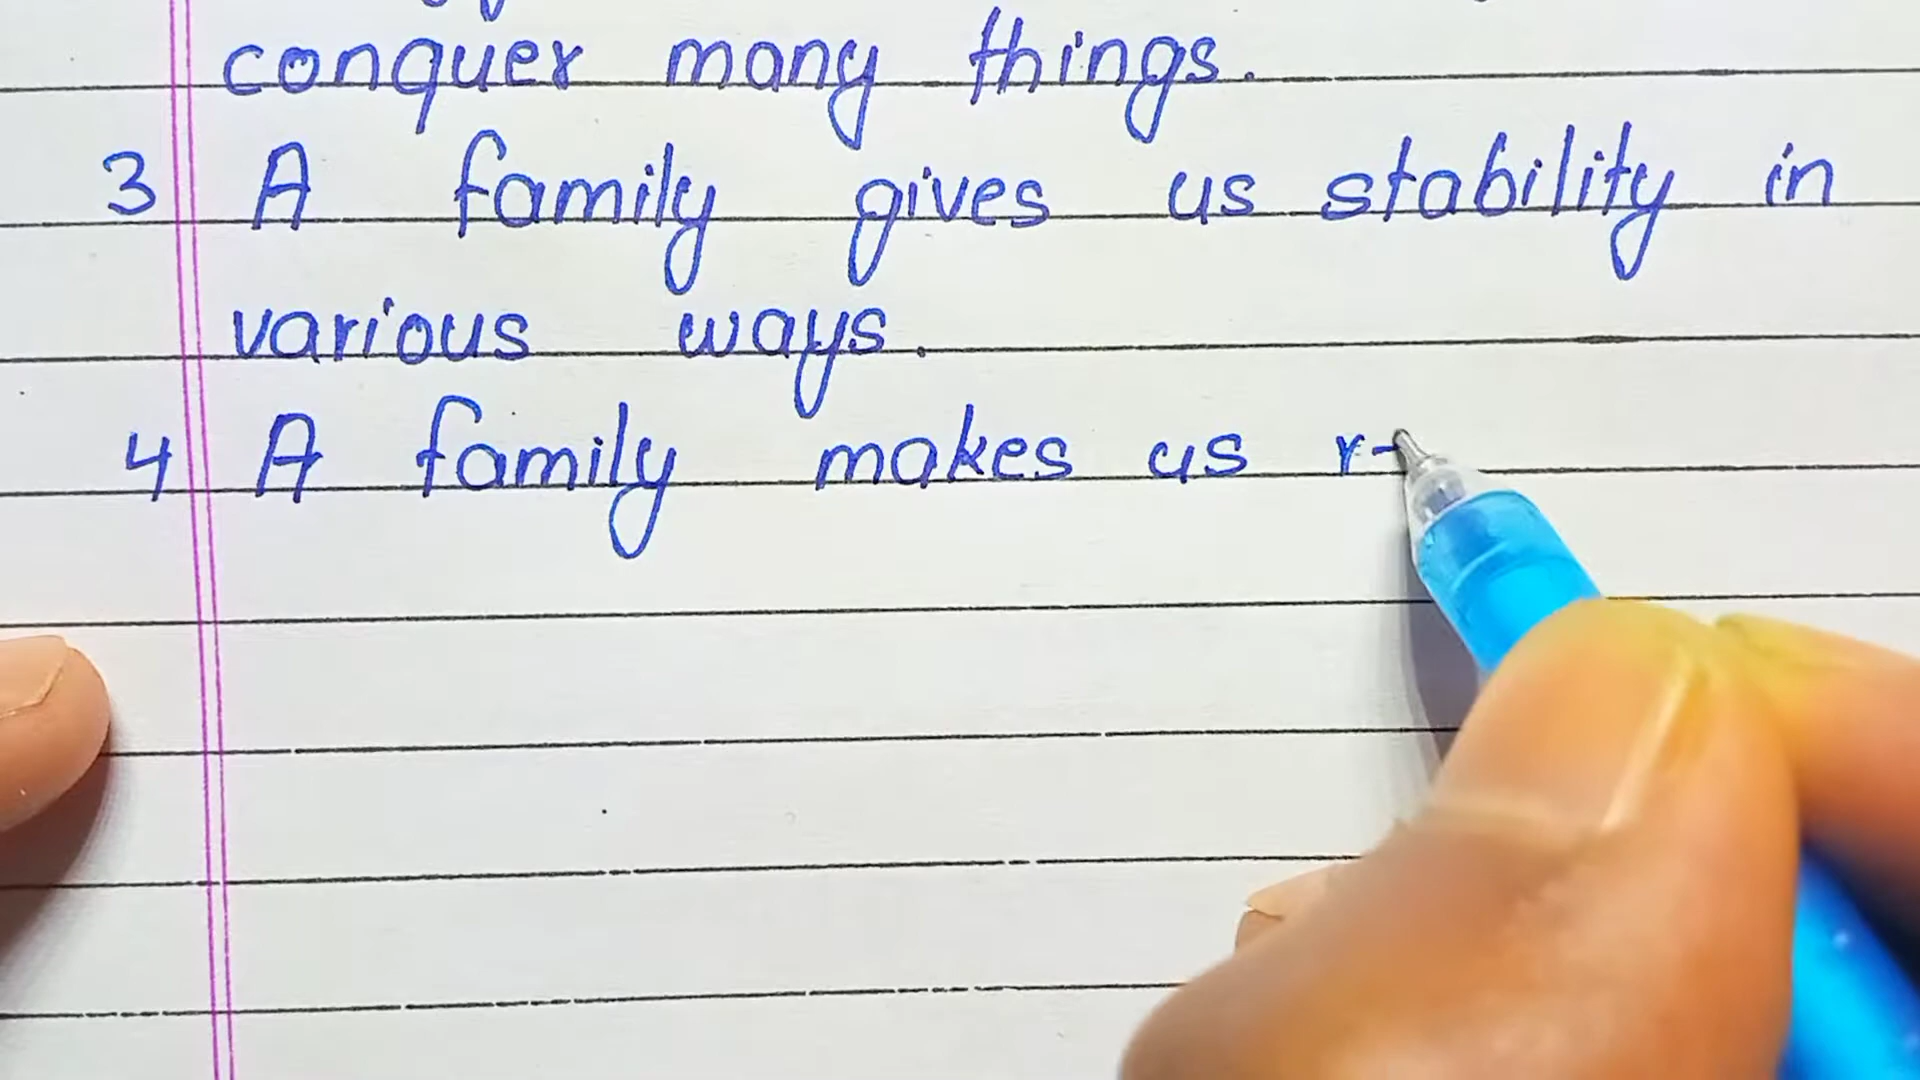 conquer many things.
3 A family gives us stability in
various ways.
4 A family makes us r